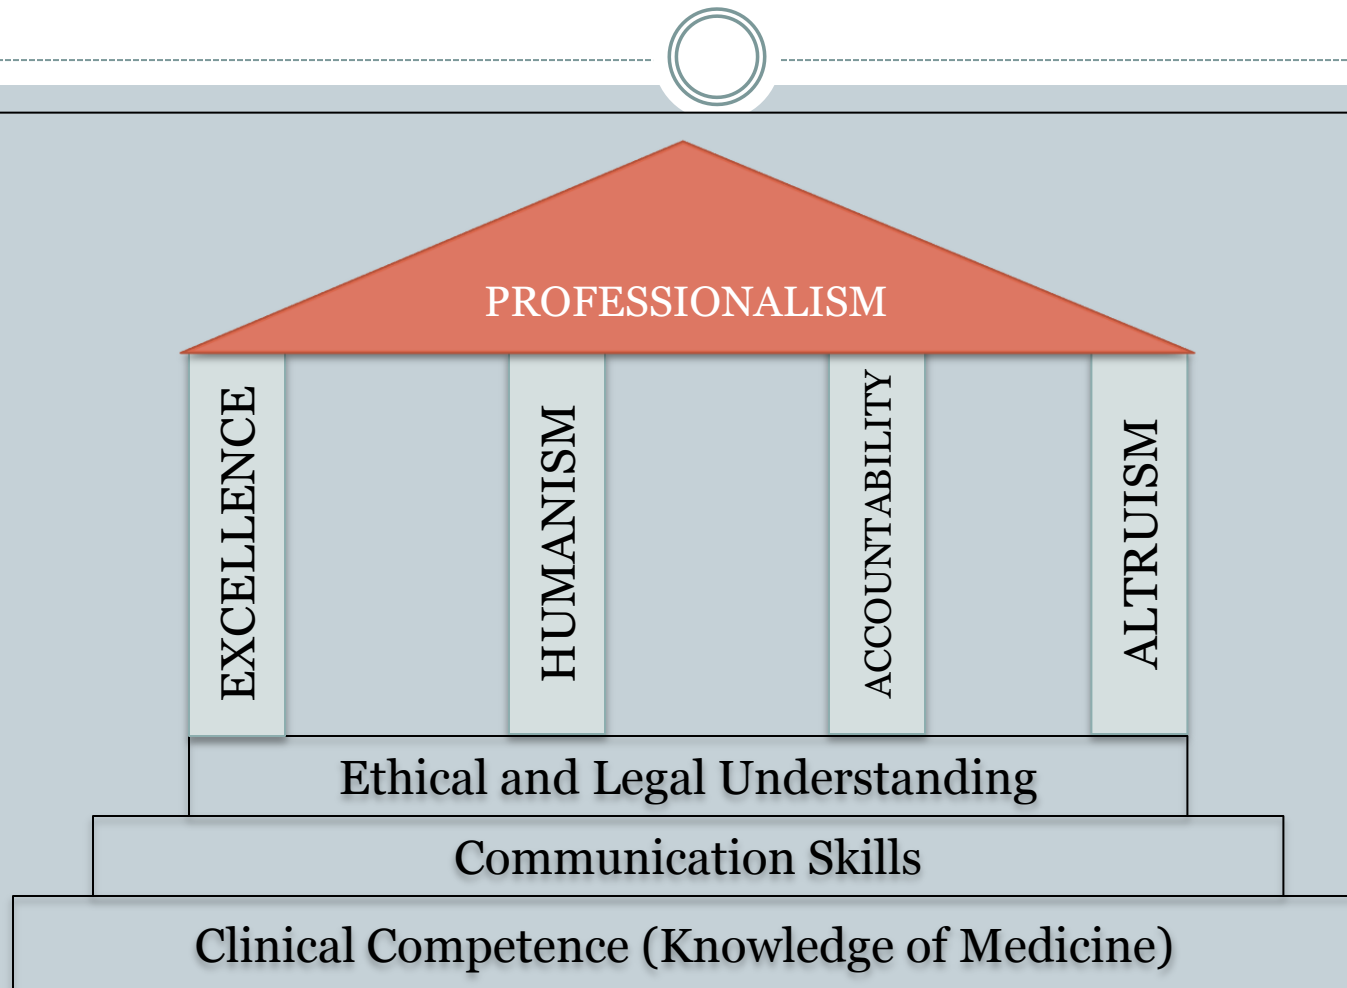 PROFESSIONALISM
EXCELLENCE
HUMANISM
ACCOUNTABILITY
ALTRUISM
Ethical and Legal Understanding
Communication Skills
Clinical Competence (Knowledge of Medicine)